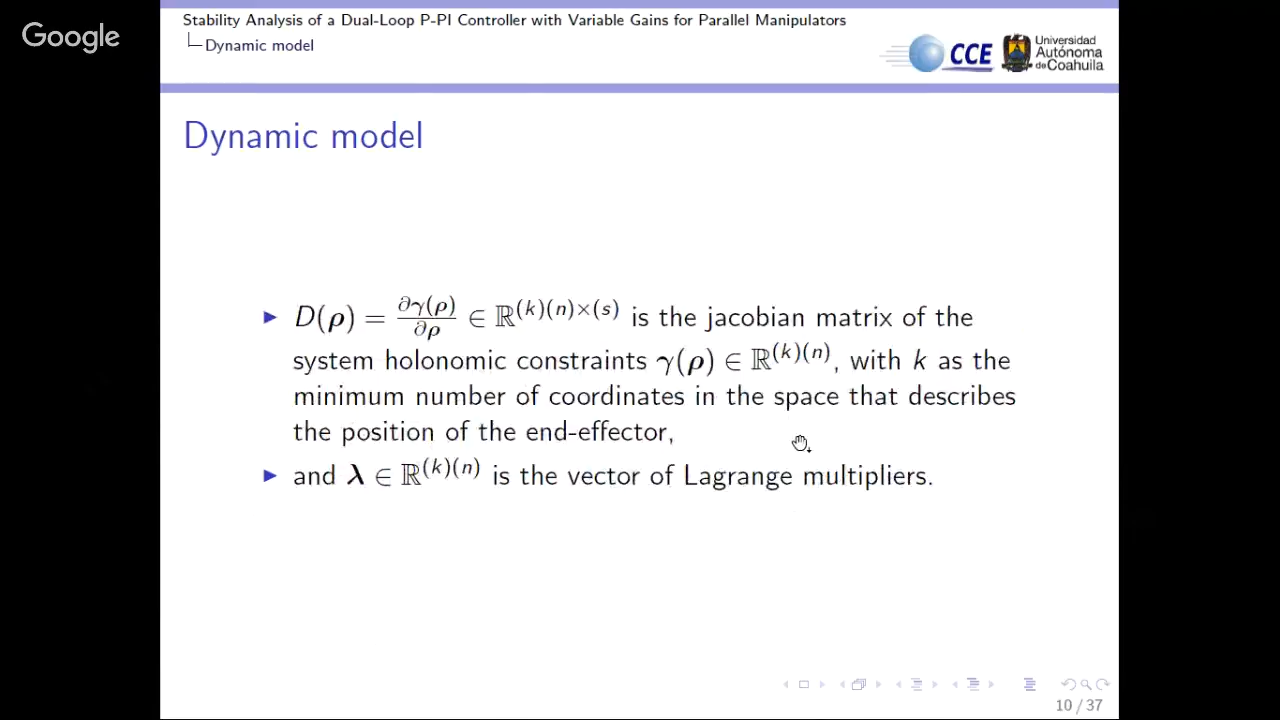 Google
Stability Analysis of a Dual-Loop P-PI Controller with Variable Gains for Parallel Manipulators
Dynamic model
CCE
Universidad
Autónoma
de Coahuila
Dynamic model
▶ D(ρ) = ∂γ(ρ)/∂ρ ∈ ℝ^(k)(n)×(s) is the jacobian matrix of the
system holonomic constraints γ(ρ) ∈ ℝ^(k)(n), with k as the
minimum number of coordinates in the space that describes
the position of the end-effector,
▶ and λ ∈ ℝ^(k)(n) is the vector of Lagrange multipliers.
10 / 37